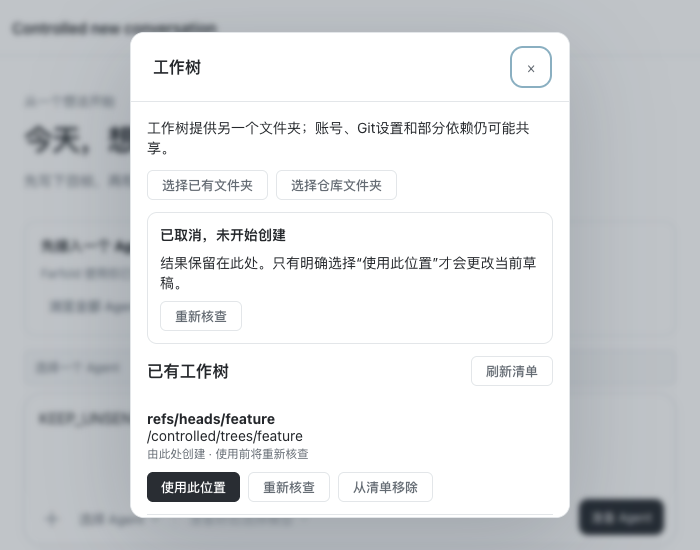 Controlled new conversation
工作树
×
工作树提供另一个文件夹；账号、Git设置和部分依赖仍可能共
享。
选择已有文件夹
选择仓库文件夹
已取消，未开始创建
结果保留在此处。只有明确选择“使用此位置”才会更改当前草
稿。
重新核查
已有工作树
刷新清单
refs/heads/feature
/controlled/trees/feature
由此处创建 · 使用前将重新核查
使用此位置
重新核查
从清单移除